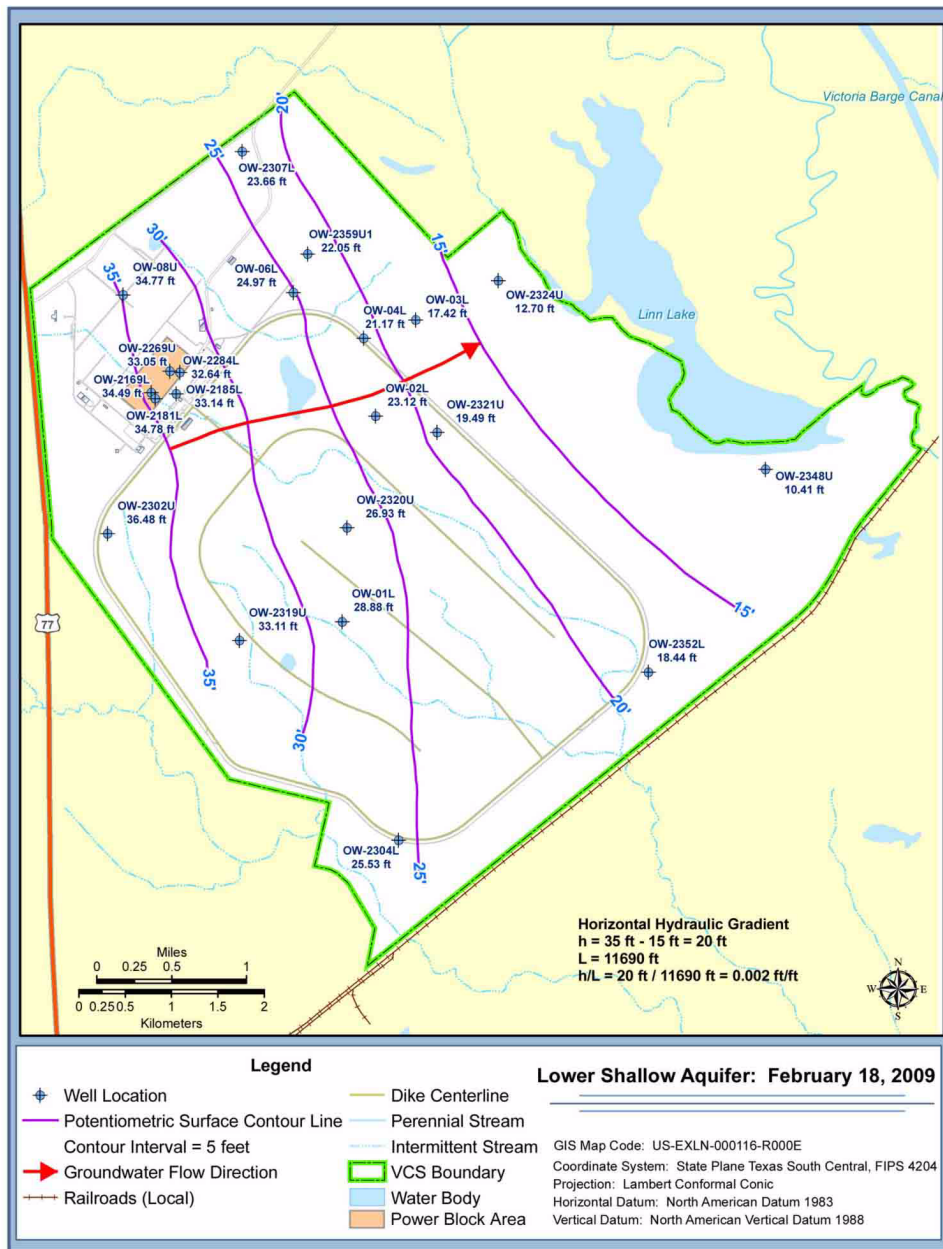 Victoria Barge Canal
20'
25'
OW-2307L
23.66 ft
30'
OW-2359U1
22.05 ft
15'
OW-08U
34.77 ft
35'
OW-06L
24.97 ft
OW-03L
17.42 ft
OW-2324U
12.70 ft
OW-04L
21.17 ft
Linn Lake
OW-2269U
33.05 ft
OW-2284L
32.64 ft
OW-2169L
34.49 ft
OW-2185L
33.14 ft
OW-02L
23.12 ft
OW-2321U
19.49 ft
OW-2181L
34.78 ft
OW-2348U
10.41 ft
OW-2302U
36.48 ft
OW-2320U
26.93 ft
OW-01L
28.88 ft
15'
77
OW-2319U
33.11 ft
OW-2352L
18.44 ft
35'
20'
30'
OW-2304L
25.53 ft
25'
Horizontal Hydraulic Gradient
h = 35 ft - 15 ft = 20 ft
L = 11690 ft
h/L = 20 ft / 11690 ft = 0.002 ft/ft
Miles
0 0.25 0.5 1
0 0.25 0.5 1 1.5 2
Kilometers
N
W E
S
Legend
Well Location
Potentiometric Surface Contour Line
Contour Interval = 5 feet
Groundwater Flow Direction
Railroads (Local)
Dike Centerline
Perennial Stream
Intermittent Stream
VCS Boundary
Water Body
Power Block Area
Lower Shallow Aquifer: February 18, 2009
GIS Map Code: US-EXLN-000116-R000E
Coordinate System: State Plane Texas South Central, FIPS 4204
Projection: Lambert Conformal Conic
Horizontal Datum: North American Datum 1983
Vertical Datum: North American Vertical Datum 1988